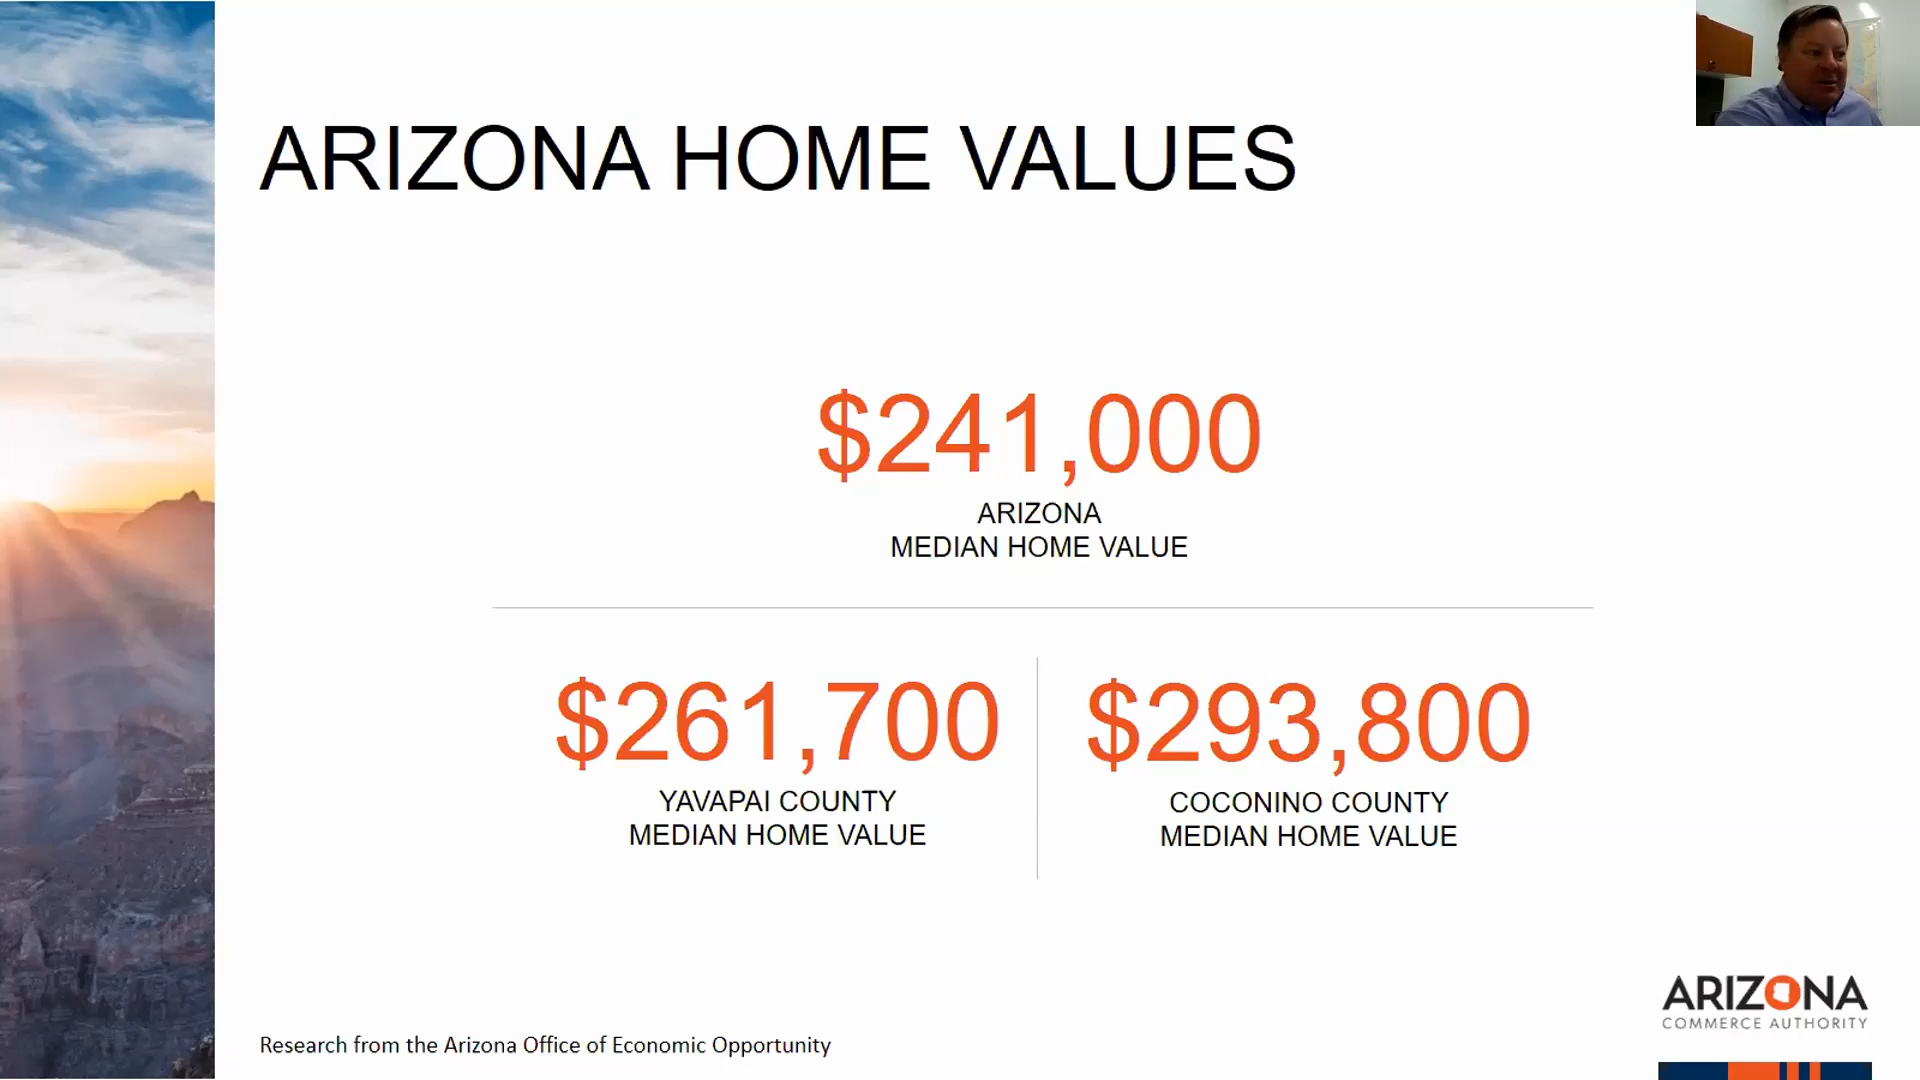 ARIZONA HOME VALUES
$241,000
ARIZONA
MEDIAN HOME VALUE
$261,700
YAVAPAI COUNTY
MEDIAN HOME VALUE
$293,800
COCONINO COUNTY
MEDIAN HOME VALUE
Research from the Arizona Office of Economic Opportunity
ARIZONA
COMMERCE AUTHORITY